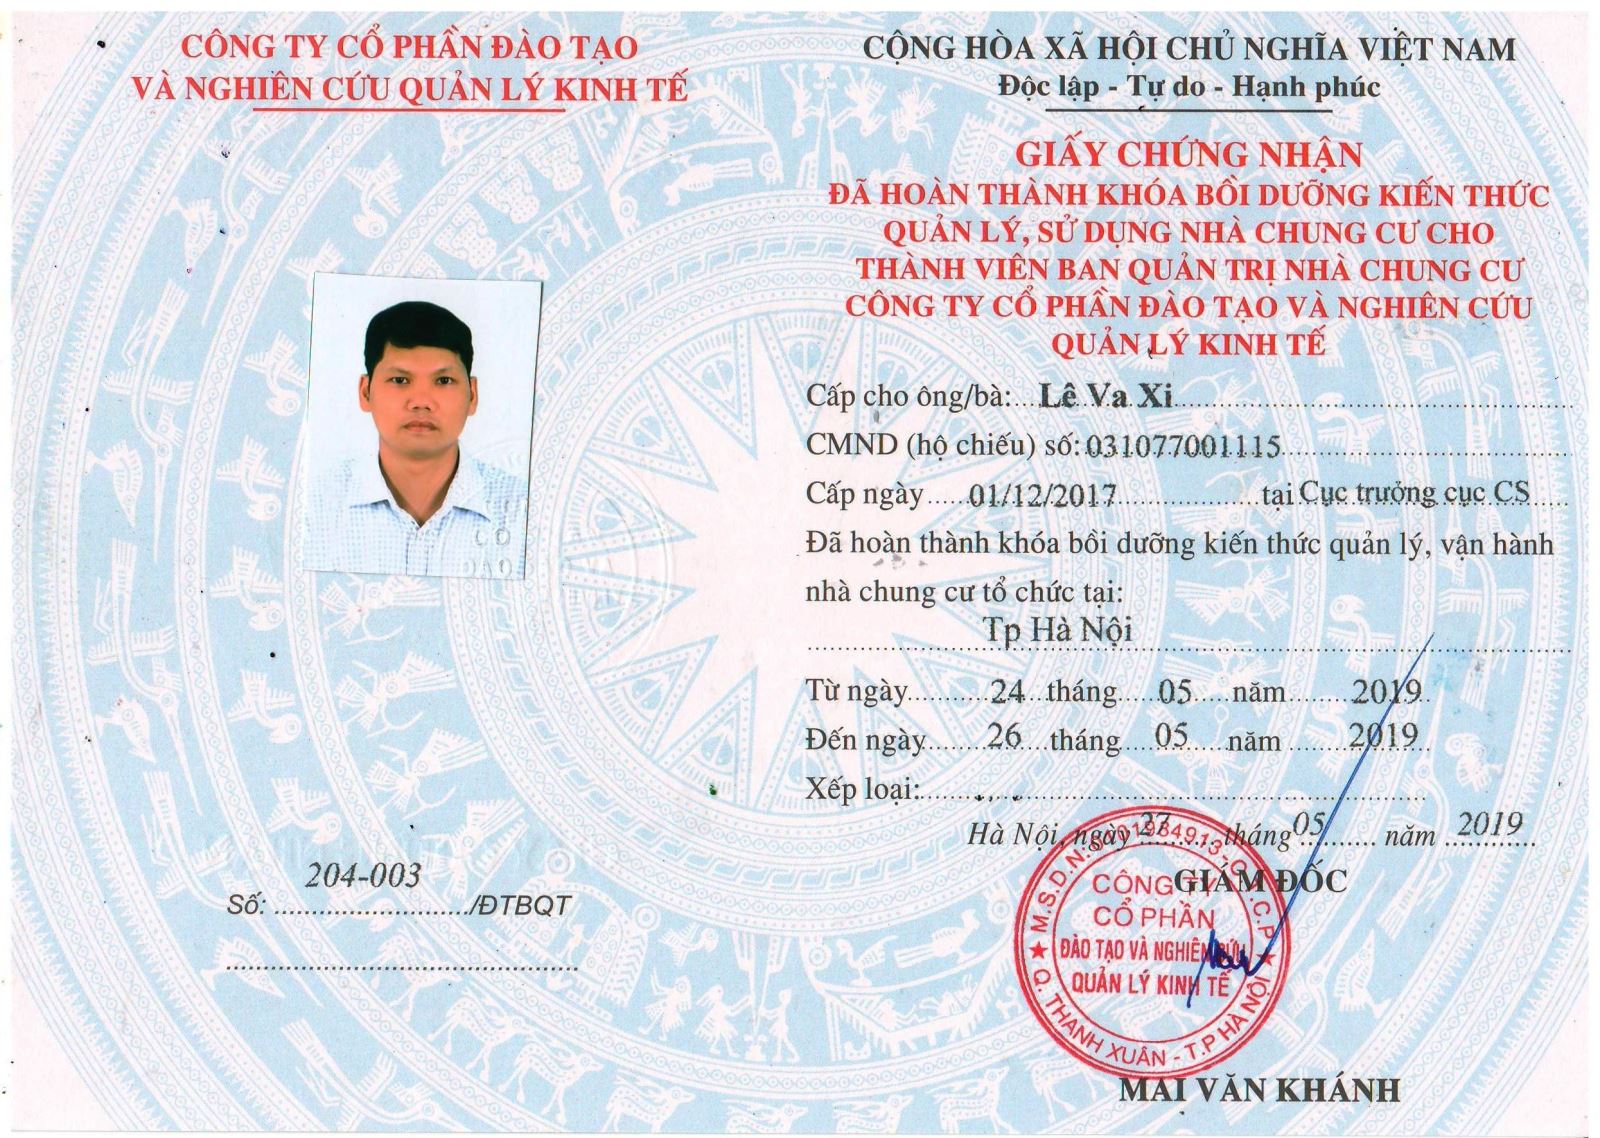 CÔNG TY CỔ PHẦN ĐÀO TẠO
VÀ NGHIÊN CỨU QUẢN LÝ KINH TẾ
204-003
Số: ........................../ĐTBQT
CỘNG HÒA XÃ HỘI CHỦ NGHĨA VIỆT NAM
Độc lập - Tự do - Hạnh phúc
GIẤY CHỨNG NHẬN
ĐÃ HOÀN THÀNH KHÓA BỒI DƯỠNG KIẾN THỨC
QUẢN LÝ, SỬ DỤNG NHÀ CHUNG CƯ CHO
THÀNH VIÊN BAN QUẢN TRỊ NHÀ CHUNG CƯ
CÔNG TY CỔ PHẦN ĐÀO TẠO VÀ NGHIÊN CỨU
QUẢN LÝ KINH TẾ
Cấp cho ông/bà: Lê Va Xi
CMND (hộ chiếu) số: 031077001115
Cấp ngày 01/12/2017 tại Cục trưởng cục CS
Đã hoàn thành khóa bồi dưỡng kiến thức quản lý, vận hành
nhà chung cư tổ chức tại:
Tp Hà Nội
Từ ngày 24 tháng 05 năm 2019
Đến ngày 26 tháng 05 năm 2019
Xếp loại:
Hà Nội, ngày 27 tháng 05 năm 2019
GIÁM ĐỐC
CÔNG TY
CỔ PHẦN
ĐÀO TẠO VÀ NGHIÊN CỨU
QUẢN LÝ KINH TẾ
Q. THANH XUÂN - T.P HÀ NỘI
MAI VĂN KHÁNH